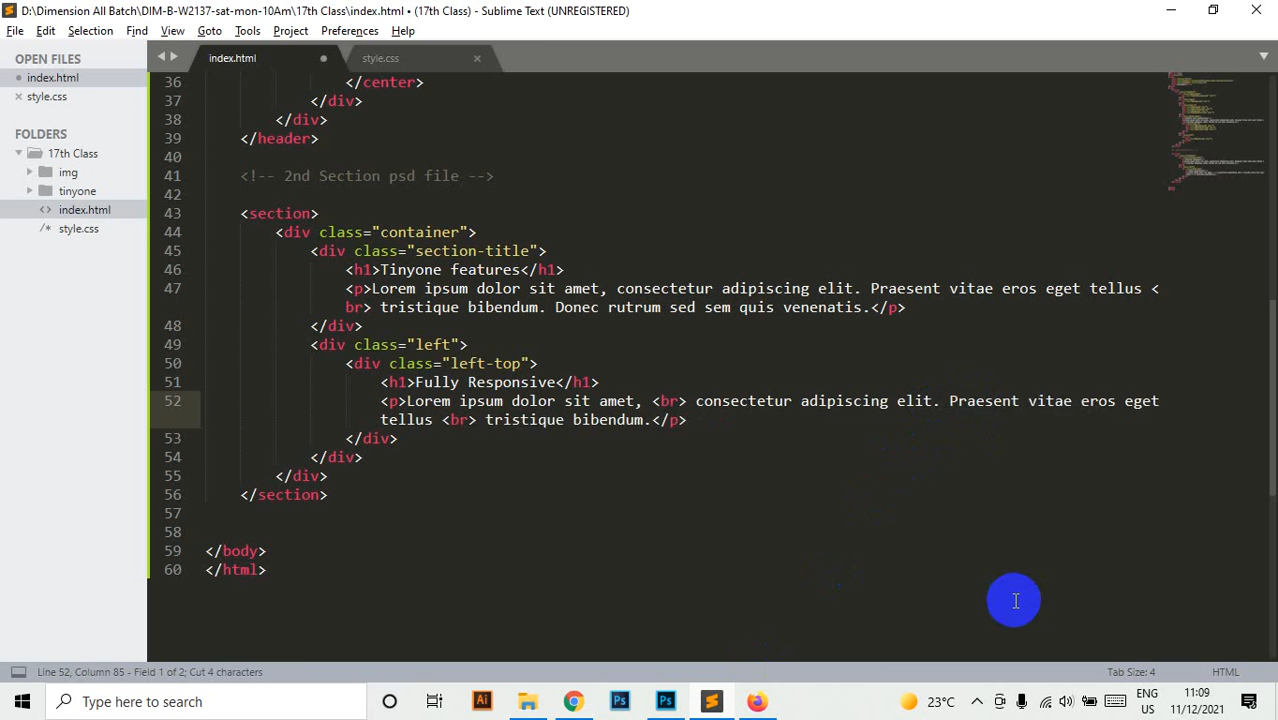 D:\Dimension All Batch\DIM-B-W2137-sat-mon-10Am\17th Class\index.html • (17th Class) - Sublime Text (UNREGISTERED)
File Edit Selection Find View Goto Tools Project Preferences Help
OPEN FILES
index.html
style.css
FOLDERS
17th Class
img
tinyone
index.html
style.css
index.html
style.css
36 </center>
37 </div>
38 </div>
39 </header>
40
41 <!-- 2nd Section psd file -->
42
43 <section>
44 <div class="container">
45 <div class="section-title">
46 <h1>Tinyone features</h1>
47 <p>Lorem ipsum dolor sit amet, consectetur adipiscing elit. Praesent vitae eros eget tellus <
br> tristique bibendum. Donec rutrum sed sem quis venenatis.</p>
48 </div>
49 <div class="left">
50 <div class="left-top">
51 <h1>Fully Responsive</h1>
52 <p>Lorem ipsum dolor sit amet, <br> consectetur adipiscing elit. Praesent vitae eros eget
tellus <br> tristique bibendum.</p>
53 </div>
54 </div>
55 </div>
56 </section>
57
58
59 </body>
60 </html>
Line 52, Column 85 - Field 1 of 2; Cut 4 characters
Tab Size: 4
HTML
Type here to search
23°C
ENG
US
11:09
11/12/2021